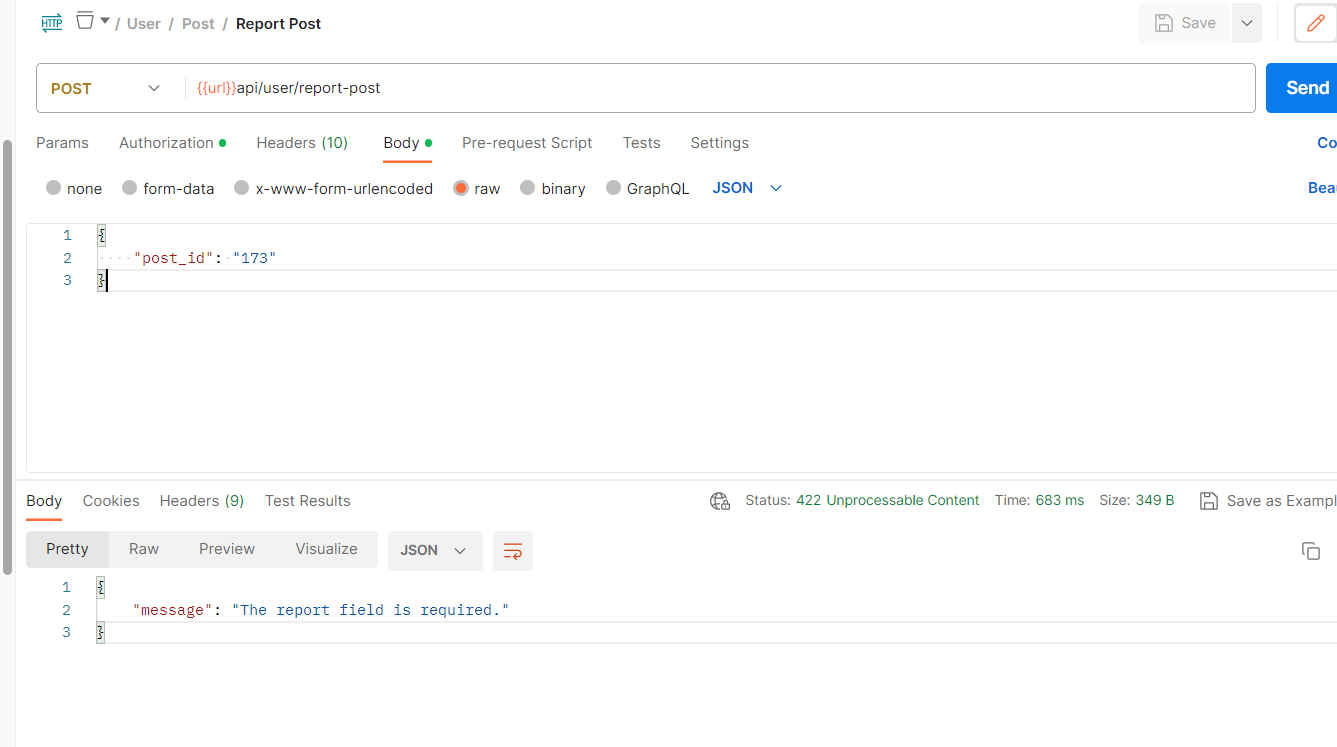 HTTP / User / Post / Report Post Save
POST {{url}}api/user/report-post Send
Params Authorization Headers (10) Body Pre-request Script Tests Settings Co
none form-data x-www-form-urlencoded raw binary GraphQL JSON Beau
1 {
2 "post_id": "173"
3 }
Body Cookies Headers (9) Test Results Status: 422 Unprocessable Content Time: 683 ms Size: 349 B Save as Exampl
Pretty Raw Preview Visualize JSON
1 {
2 "message": "The report field is required."
3 }